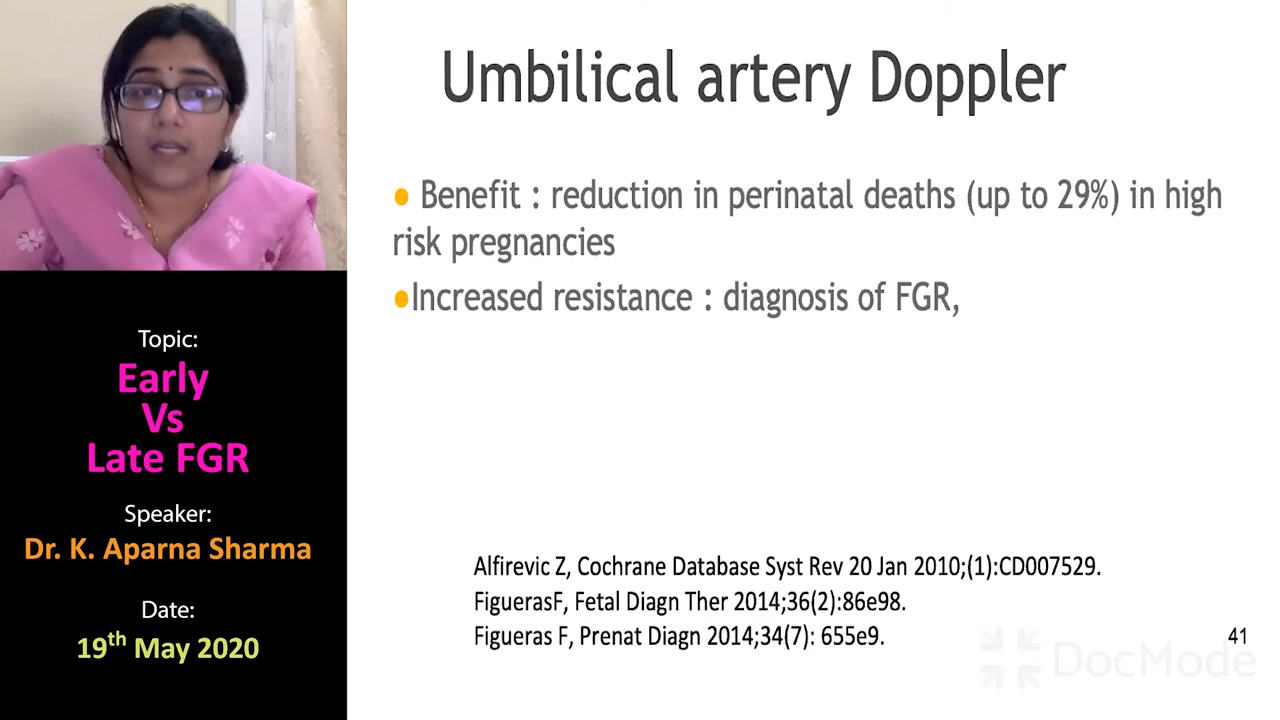 Umbilical artery Doppler
● Benefit : reduction in perinatal deaths (up to 29%) in high
risk pregnancies
●Increased resistance : diagnosis of FGR,
Topic:
Early
Vs
Late FGR
Speaker:
Dr. K. Aparna Sharma
Date:
19th May 2020
Alfirevic Z, Cochrane Database Syst Rev 20 Jan 2010;(1):CD007529.
FiguerasF, Fetal Diagn Ther 2014;36(2):86e98.
Figueras F, Prenat Diagn 2014;34(7): 655e9.
41
DocMode